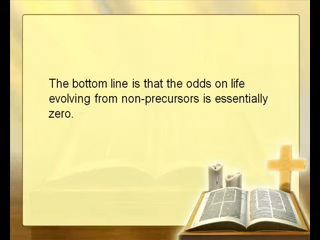 The bottom line is that the odds on life
evolving from non-precursors is essentially
zero.